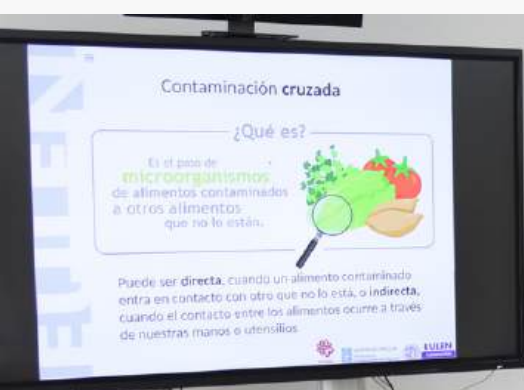 Contaminación cruzada
¿Qué es?
Es el paso de
microorganismos
de alimentos contaminados
a otros alimentos
que no lo están.
Puede ser directa, cuando un alimento contaminado
entra en contacto con otro que no lo está, o indirecta,
cuando el contacto entre los alimentos ocurre a través
de nuestras manos o utensilios
EULEN